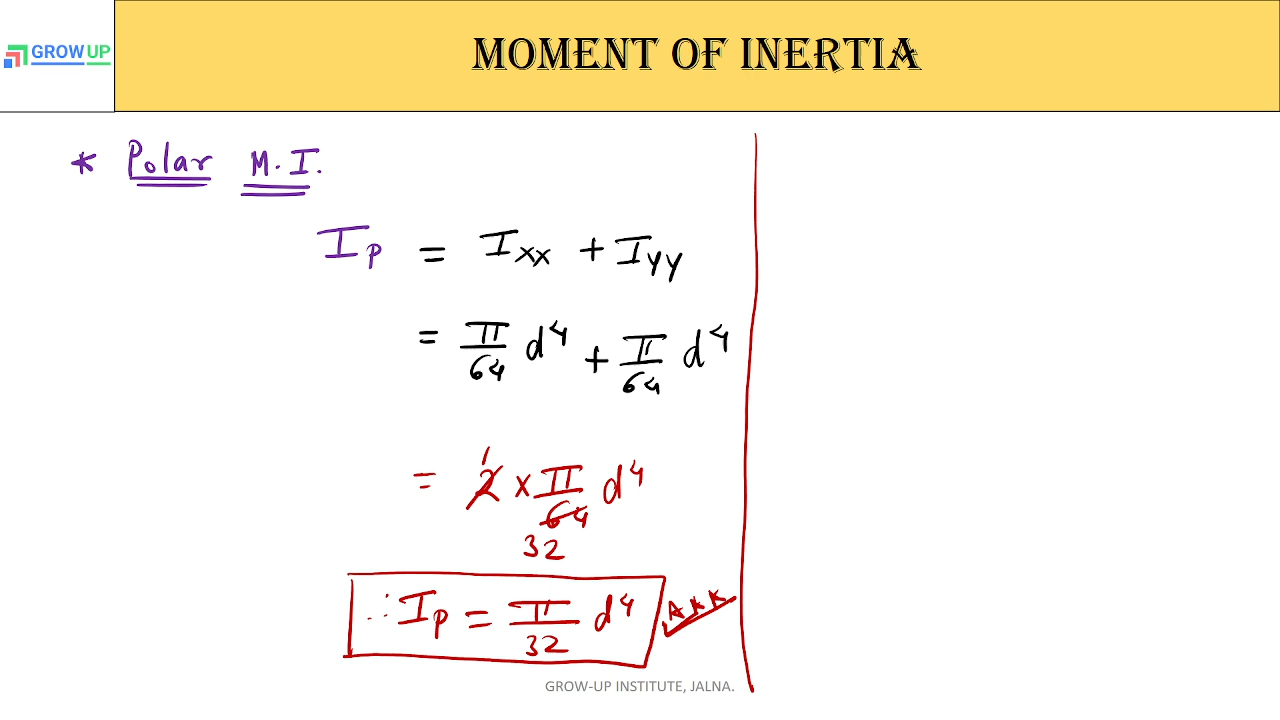 GROW UP
MOMENT OF INERTIA
* Polar M.I.
Ip = Ixx + Iyy
= π/64 d⁴ + π/64 d⁴
= 2 1 × π/64 32 d⁴
∴ Ip = π/32 d⁴ ***
GROW-UP INSTITUTE, JALNA.